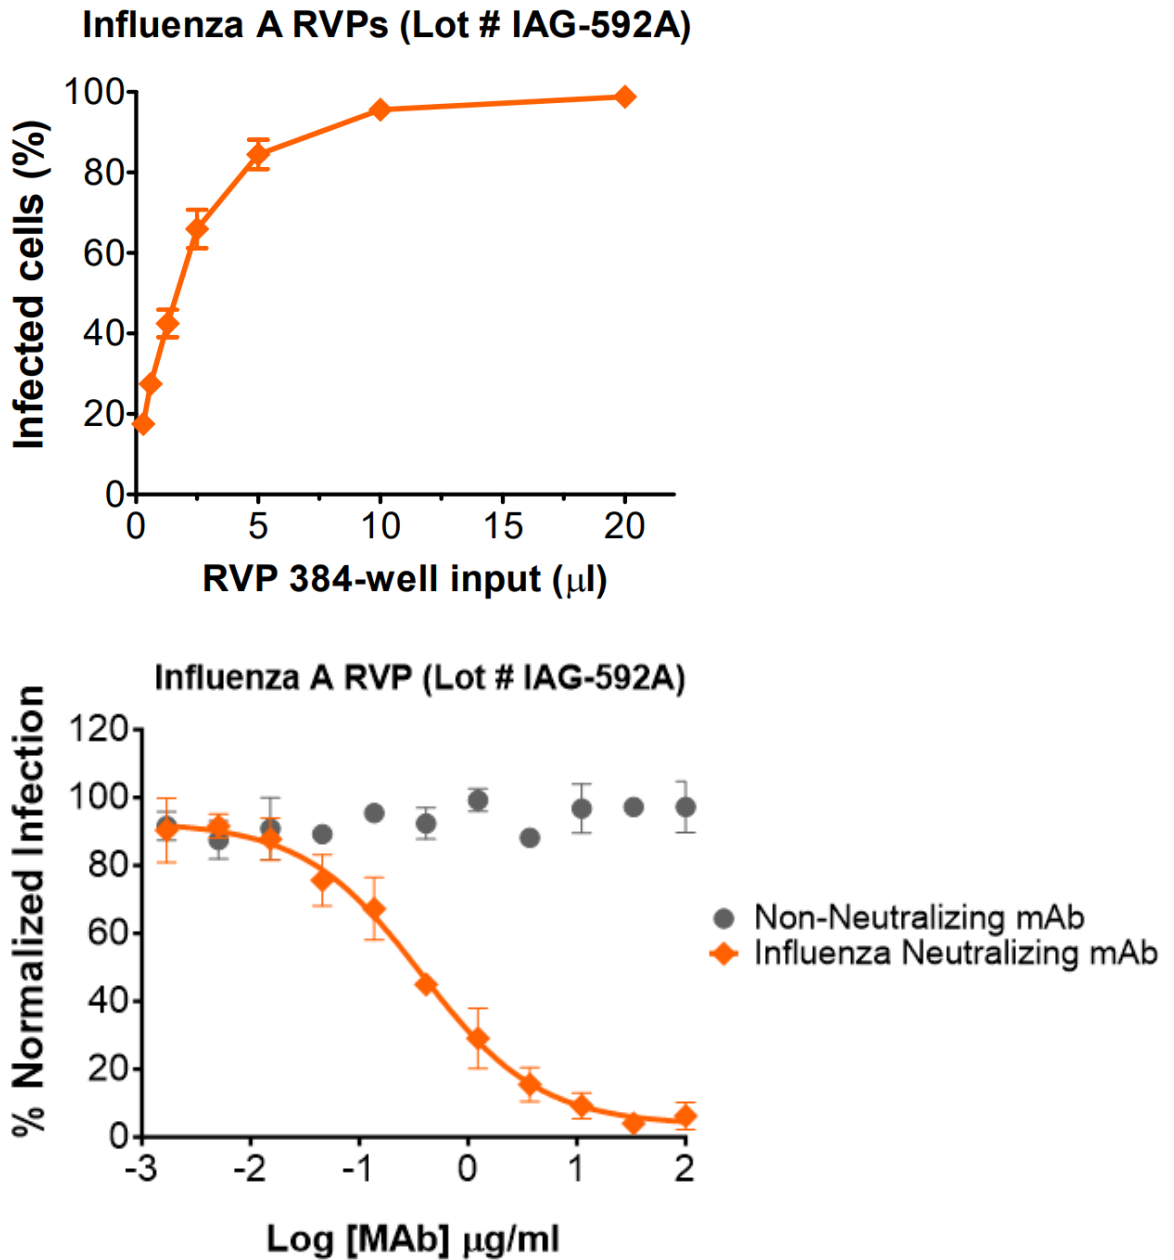 Influenza A RVPs (Lot # IAG-592A)
Infected cells (%)
100
80
60
40
20
0
0 5 10 15 20
RVP 384-well input (μl)
Influenza A RVP (Lot # IAG-592A)
% Normalized Infection
120
100
80
60
40
20
0
-3 -2 -1 0 1 2
Log [MAb] μg/ml
Non-Neutralizing mAb
Influenza Neutralizing mAb